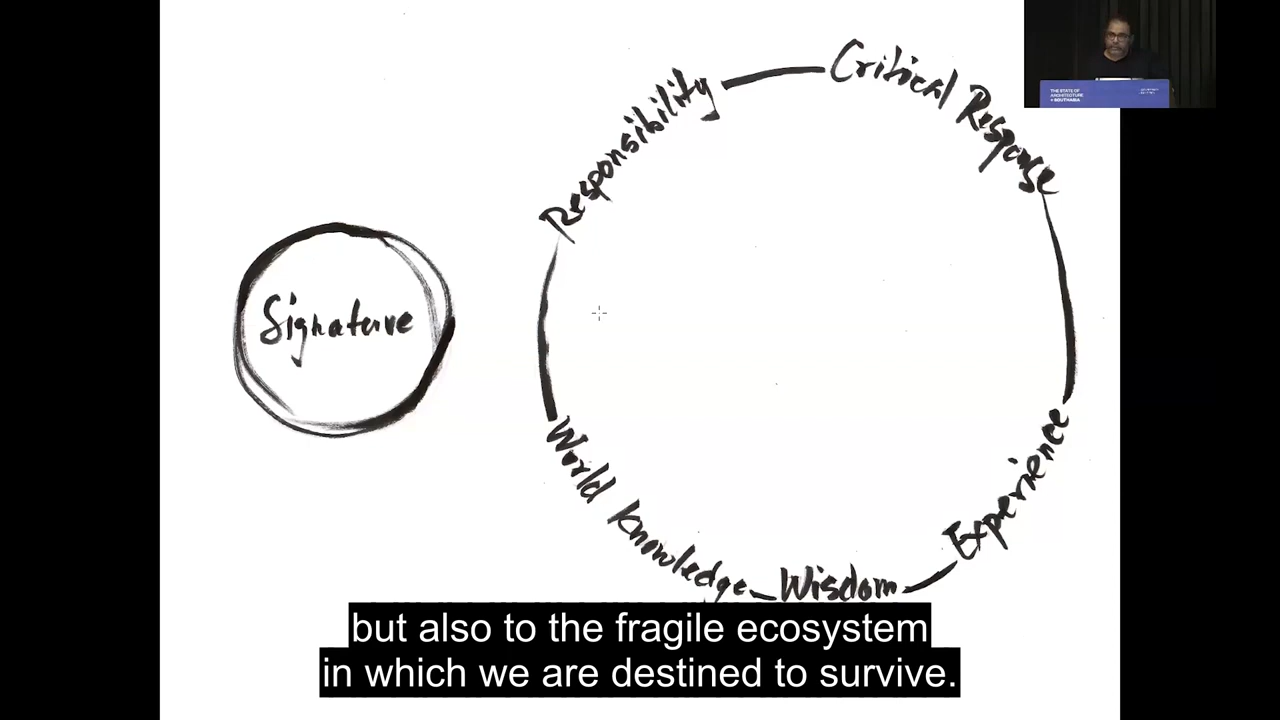 Signature
Responsibility
Critical Response
Experience
Wisdom
World Knowledge
THE STATE OF
ARCHITECTURE
but also to the fragile ecosystem
in which we are destined to survive.